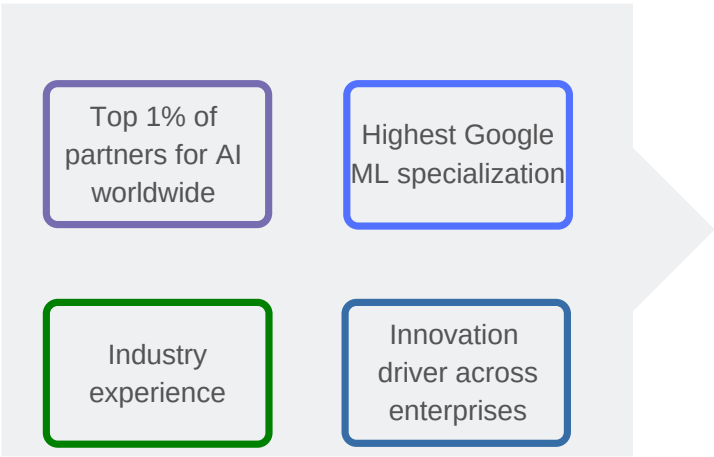 Top 1% of
partners for AI
worldwide
Highest Google
ML specialization
Industry
experience
Innovation
driver across
enterprises